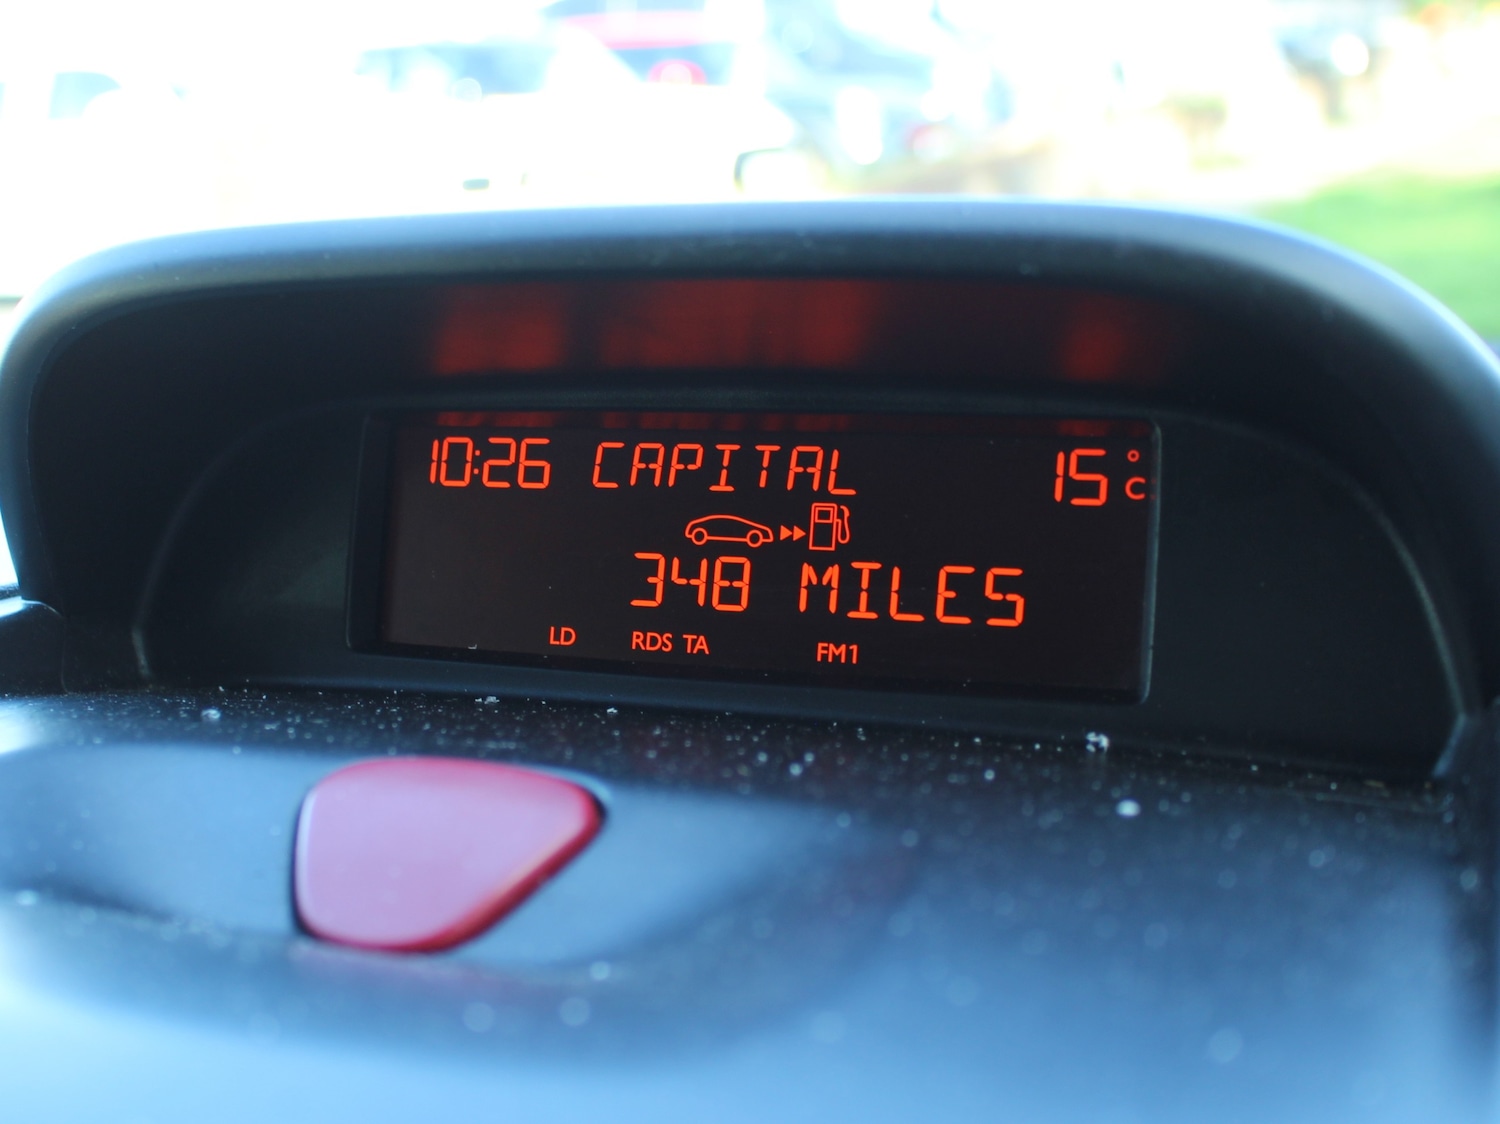 10:26 CAPITAL 15°C
348 MILES
LD RDS TA FM1